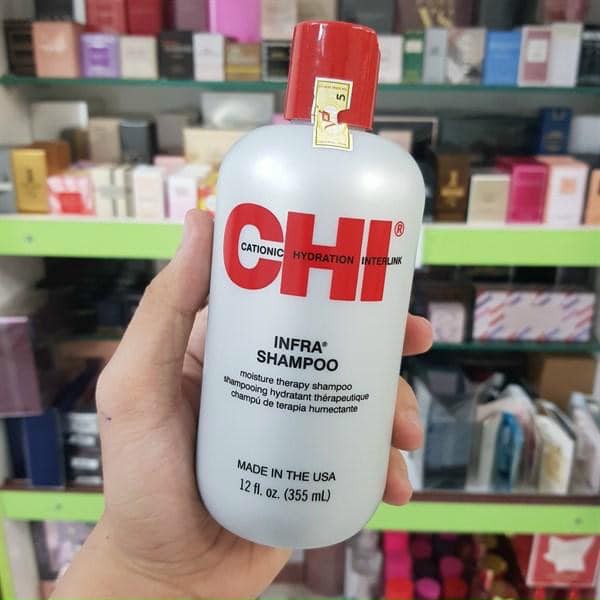 5
CHI®
CATIONIC HYDRATION INTERLINK
INFRA®
SHAMPOO
moisture therapy shampoo
shampooing hydratant thérapeutique
champú de terapia humectante
MADE IN THE USA
12 fl. oz. (355 mL)